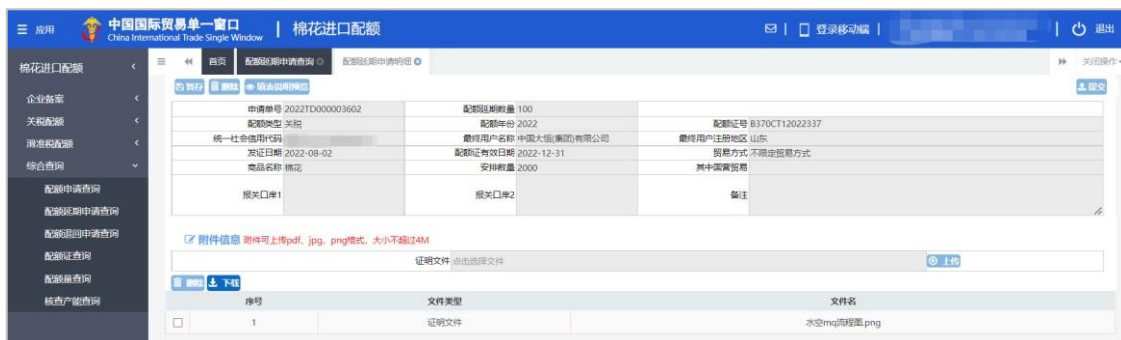 应用 中国国际贸易单一窗口 | 棉花进口配额 登录移动端 | 退出
China International Trade Single Window
棉花进口配额 首页 配额延期申请查询 配额延期申请明细 关闭操作
暂存 删除 填表说明预览 提交
企业备案
关税配额
滑准税配额
综合查询
配额申请查询
配额延期申请查询
配额退回申请查询
配额证查询
配额量查询
核查产能查询
申请单号 2022TD000003602 配额延期数量 100
配额类型 关税 配额年份 2022 配额证号 B370CT12022337
统一社会信用代码 最终用户名称 中国大恒(集团)有限公司 最终用户注册地区 山东
发证日期 2022-08-02 配额证有效日期 2022-12-31 贸易方式 不限定贸易方式
商品名称 棉花 安排数量 2000 其中国营贸易
报关口岸1 报关口岸2 备注
附件信息 附件可上传pdf、jpg、png格式，大小不超过4M
证明文件 点击选择文件 上传
删除 下载
序号 文件类型 文件名
1 证明文件 水空mq流程图.png